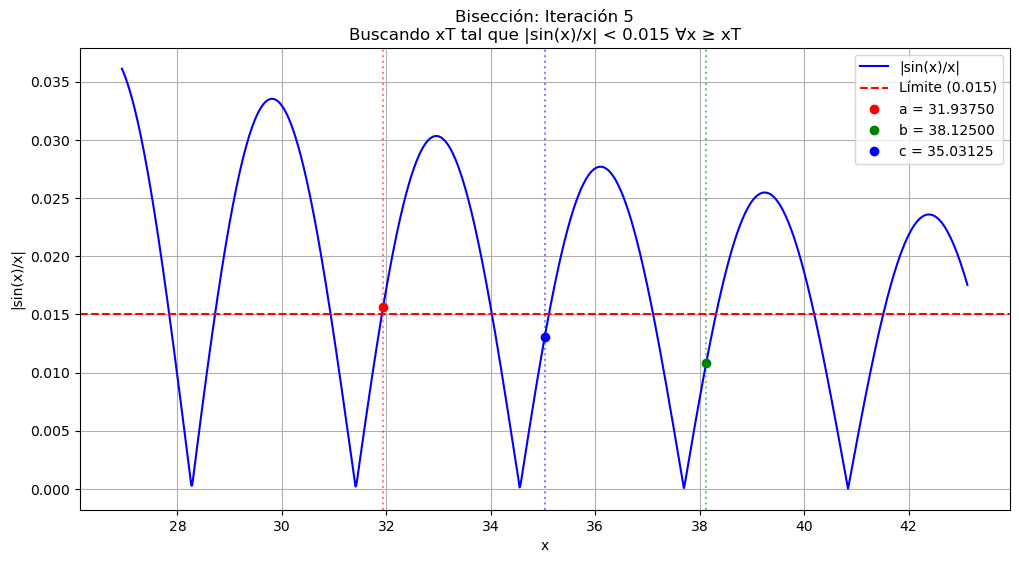 Bisección: Iteración 5
Buscando xT tal que |sin(x)/x| < 0.015 ∀x ≥ xT
|sin(x)/x|
Límite (0.015)
a = 31.93750
b = 38.12500
c = 35.03125
|sin(x)/x|
0.035
0.030
0.025
0.020
0.015
0.010
0.005
0.000
28 30 32 34 36 38 40 42
x